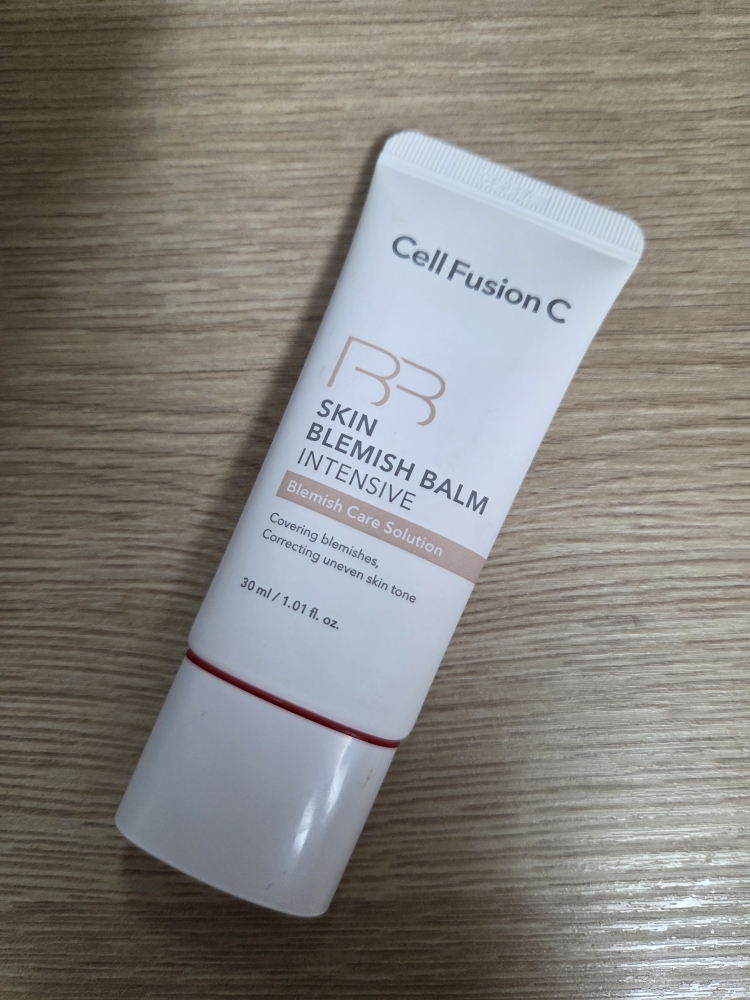 Cell Fusion C
BB
SKIN
BLEMISH BALM
INTENSIVE
Blemish Care Solution
Covering blemishes,
Correcting uneven skin tone
30 ml / 1.01 fl. oz.